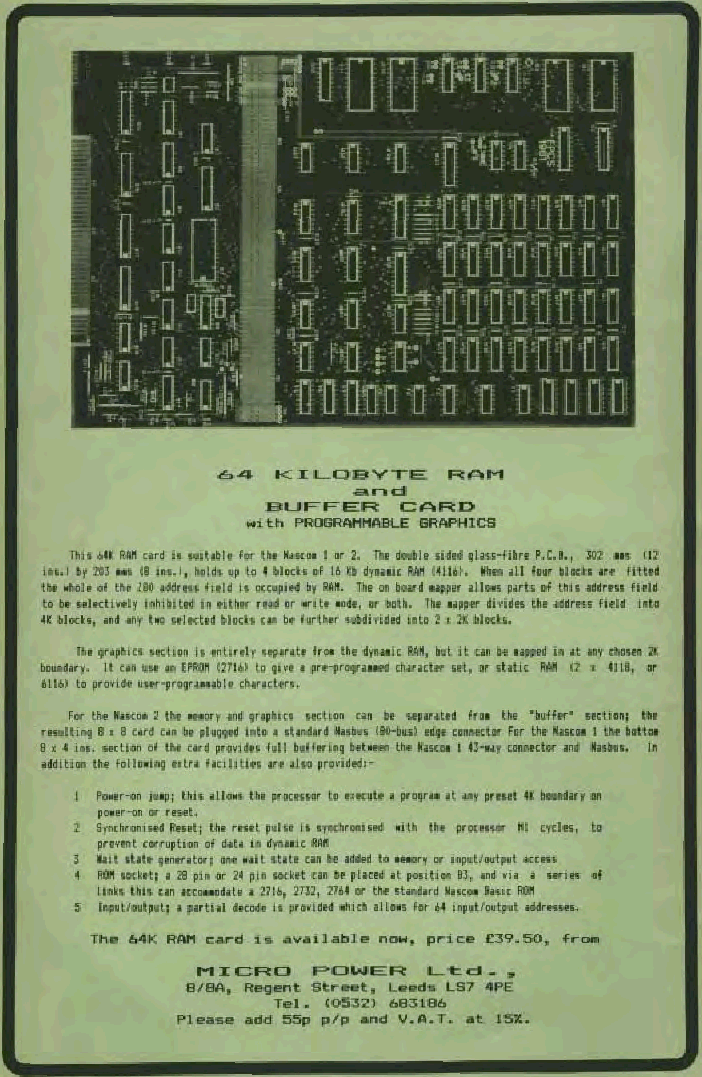 64 KILOBYTE RAM
and
BUFFER CARD
with PROGRAMMABLE GRAPHICS
This 64K RAM card is suitable for the Nascom 1 or 2. The double sided glass-fibre P.C.B., 302 mms (12
ins.) by 203 mms (8 ins.), holds up to 4 blocks of 16 Kb dynamic RAM (4116). When all four blocks are fitted
the whole of the Z80 address field is occupied by RAM. The on board mapper allows parts of this address field
to be selectively inhibited in either read or write mode, or both. The mapper divides the address field into
4K blocks, and any two selected blocks can be further subdivided into 2 x 2K blocks.
The graphics section is entirely separate from the dynamic RAM, but it can be mapped in at any chosen 2K
boundary. It can use an EPROM (2716) to give a pre-programmed character set, or static RAM (2 x 4118, or
6116) to provide user-programmable characters.
For the Nascom 2 the memory and graphics section can be separated from the "buffer" section; the
resulting 8 x 8 card can be plugged into a standard Nasbus (80-bus) edge connector For the Nascom 1 the bottom
8 x 4 ins. section of the card provides full buffering between the Nascom 1 43-way connector and Nasbus. In
addition the following extra facilities are also provided:-
1 Power-on jump; this allows the processor to execute a program at any preset 4K boundary on
power-on or reset.
2 Synchronised Reset; the reset pulse is synchronised with the processor M1 cycles, to
prevent corruption of data in dynamic RAM
3 Wait state generator; one wait state can be added to memory or input/output access
4 ROM socket; a 28 pin or 24 pin socket can be placed at position B3, and via a series of
links this can accommodate a 2716, 2732, 2764 or the standard Nascom Basic ROM
5 Input/output; a partial decode is provided which allows for 64 input/output addresses.
The 64K RAM card is available now, price £39.50, from
MICRO POWER Ltd.,
8/8A, Regent Street, Leeds LS7 4PE
Tel. (0532) 683186
Please add 55p p/p and V.A.T. at 15%.